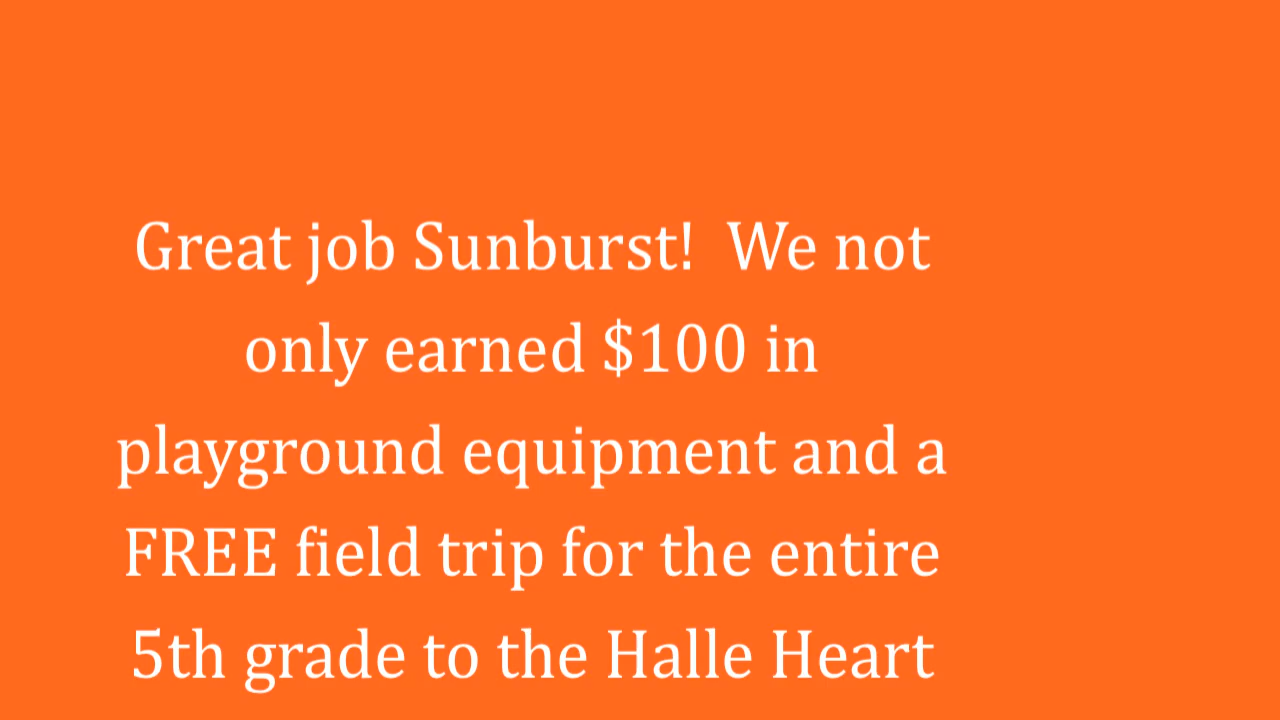 Great job Sunburst!  We not
only earned $100 in
playground equipment and a
FREE field trip for the entire
5th grade to the Halle Heart